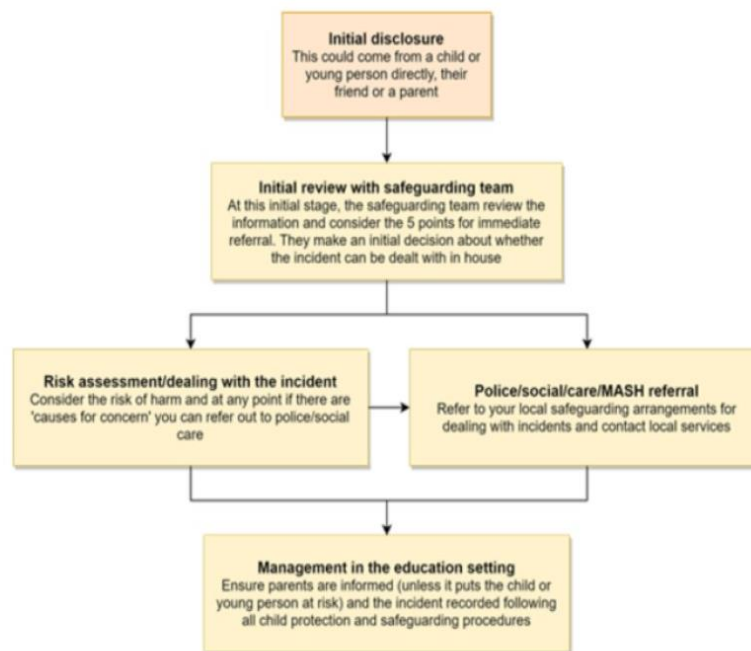 Initial disclosure
This could come from a child or
young person directly, their
friend or a parent
Initial review with safeguarding team
At this initial stage, the safeguarding team review the
information and consider the 5 points for immediate
referral. They make an initial decision about whether
the incident can be dealt with in house
Risk assessment/dealing with the incident
Consider the risk of harm and at any point if there are
'causes for concern' you can refer out to police/social
care
Police/social/care/MASH referral
Refer to your local safeguarding arrangements for
dealing with incidents and contact local services
Management in the education setting
Ensure parents are informed (unless it puts the child or
young person at risk) and the incident recorded following
all child protection and safeguarding procedures